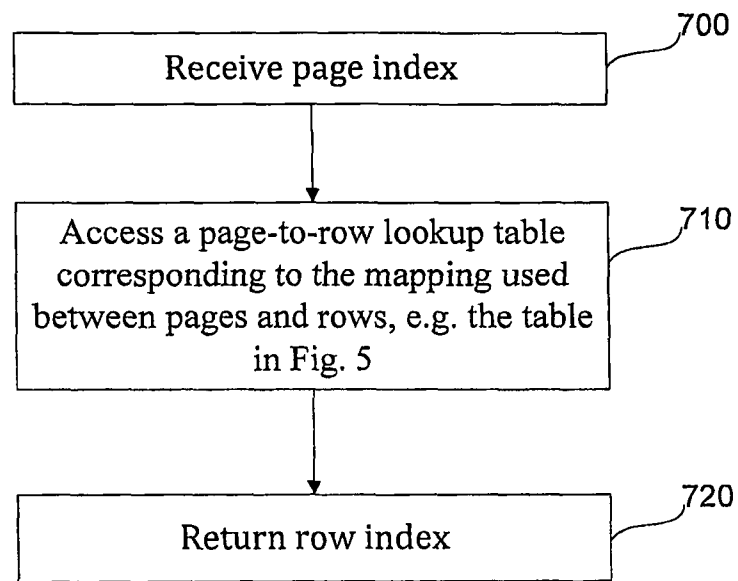 700
Receive page index
710
Access a page-to-row lookup table
corresponding to the mapping used
between pages and rows, e.g. the table
in Fig. 5
720
Return row index